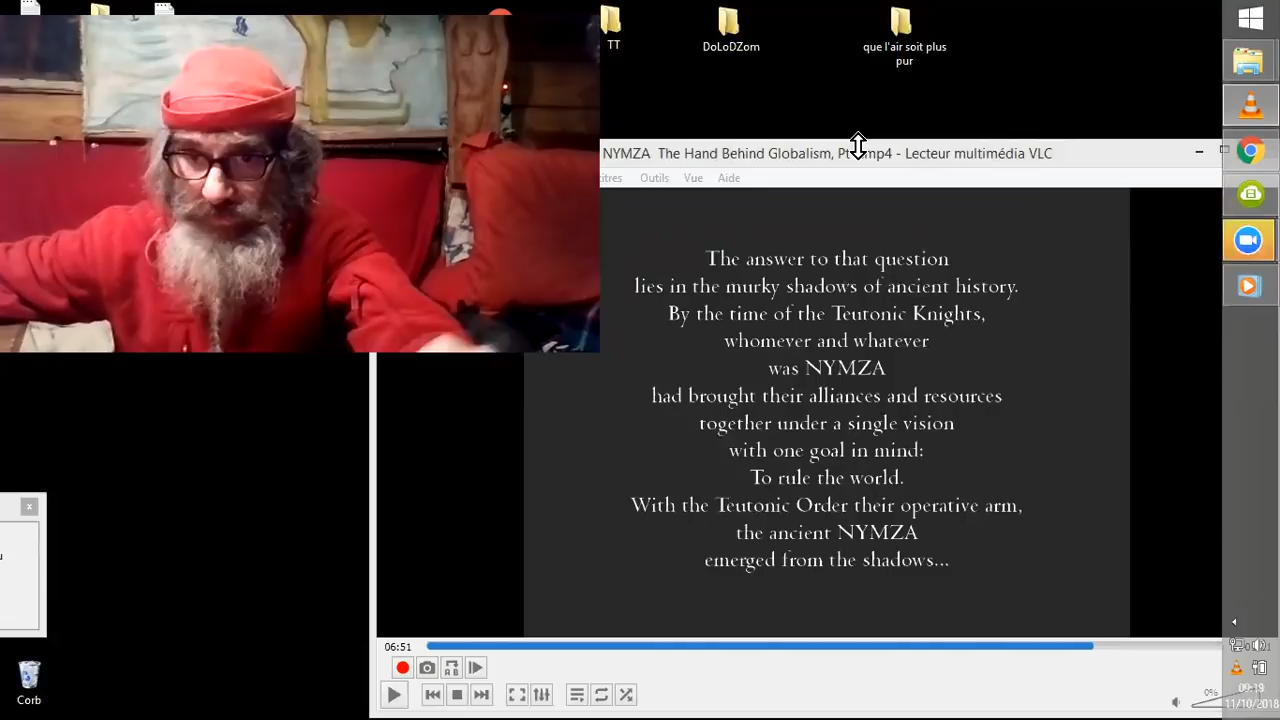 TT
DoLoDZom
que l'air soit plus
pur
NYMZA  The Hand Behind Globalism, Pt mp4 - Lecteur multimédia VLC
Outils Vue Aide
The answer to that question
lies in the murky shadows of ancient history.
By the time of the Teutonic Knights,
whomever and whatever
was NYMZA
had brought their alliances and resources
together under a single vision
with one goal in mind:
To rule the world.
With the Teutonic Order their operative arm,
the ancient NYMZA
emerged from the shadows...
06:51
Corb
0%
09:19
11/10/2018